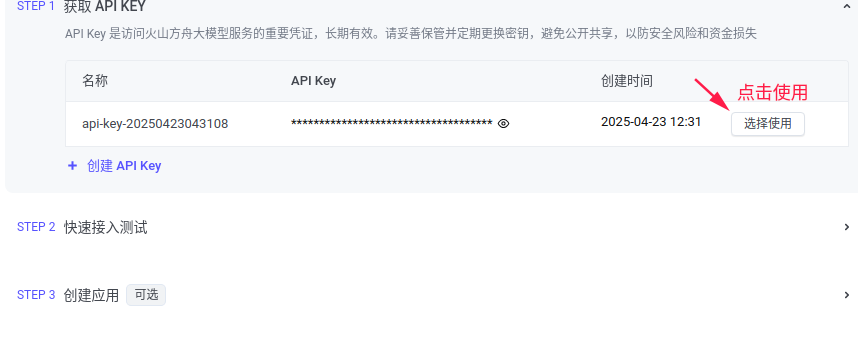 STEP 1 获取 API KEY
API Key 是访问火山方舟大模型服务的重要凭证，长期有效。请妥善保管并定期更换密钥，避免公开共享，以防安全风险和资金损失
名称 API Key 创建时间
点击使用
api-key-20250423043108 ************************************ 2025-04-23 12:31 选择使用
+ 创建 API Key
STEP 2 快速接入测试
STEP 3 创建应用 可选